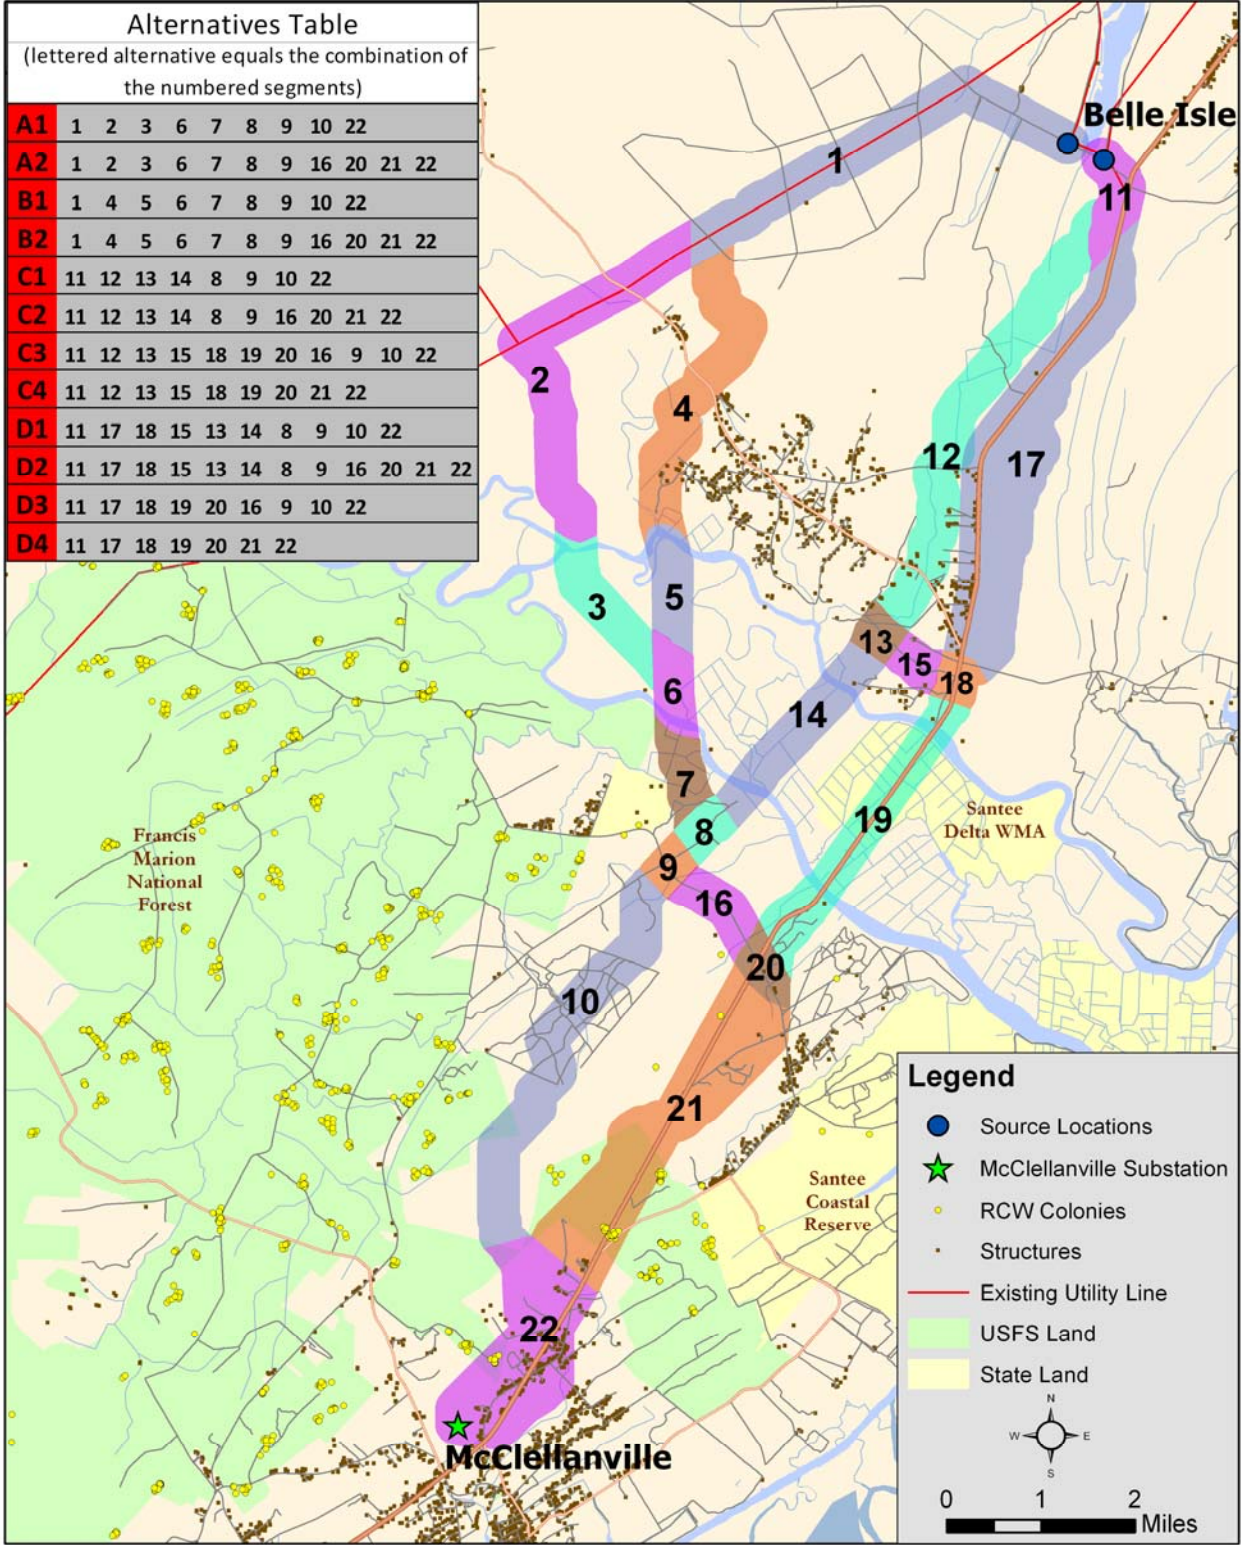 Alternatives Table
(lettered alternative equals the combination of
the numbered segments)
A1 1 2 3 6 7 8 9 10 22
A2 1 2 3 6 7 8 9 16 20 21 22
B1 1 4 5 6 7 8 9 10 22
B2 1 4 5 6 7 8 9 16 20 21 22
C1 11 12 13 14 8 9 10 22
C2 11 12 13 14 8 9 16 20 21 22
C3 11 12 13 15 18 19 20 16 9 10 22
C4 11 12 13 15 18 19 20 21 22
D1 11 17 18 15 13 14 8 9 10 22
D2 11 17 18 15 13 14 8 9 16 20 21 22
D3 11 17 18 19 20 16 9 10 22
D4 11 17 18 19 20 21 22
Belle Isle
1
11
2
4
12
17
3
5
13
15
18
6
14
7
8
19
Santee
Delta WMA
Francis
Marion
National
Forest
9
16
20
10
21
Santee
Coastal
Reserve
22
McClellanville
Legend
Source Locations
McClellanville Substation
RCW Colonies
Structures
Existing Utility Line
USFS Land
State Land
N
W E
S
0 1 2
Miles